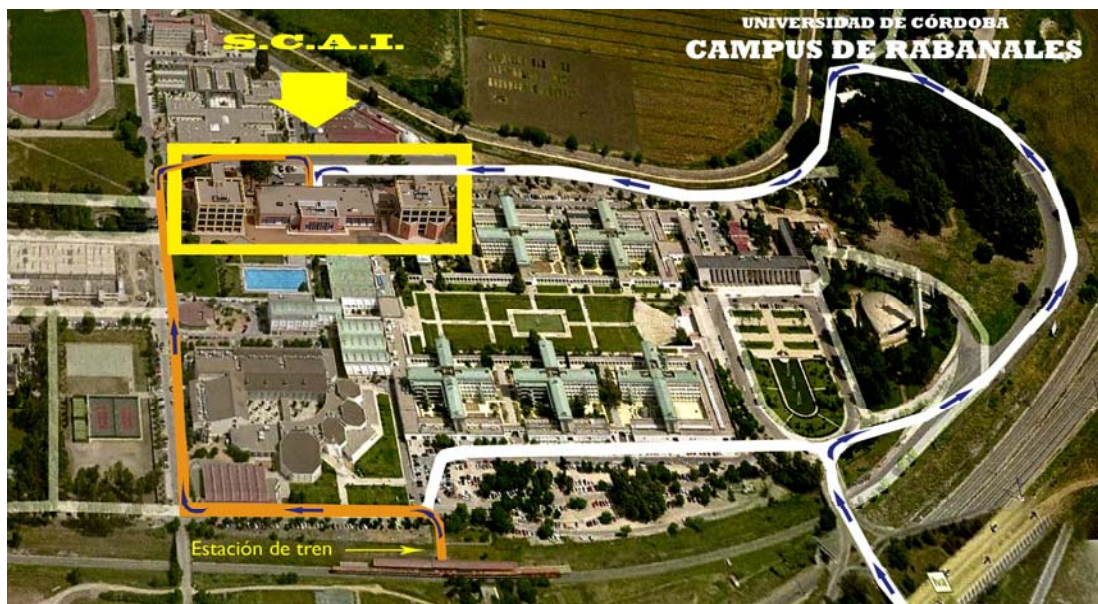 UNIVERSIDAD DE CÓRDOBA
CAMPUS DE RABANALES
S.C.A.I.
Estación de tren